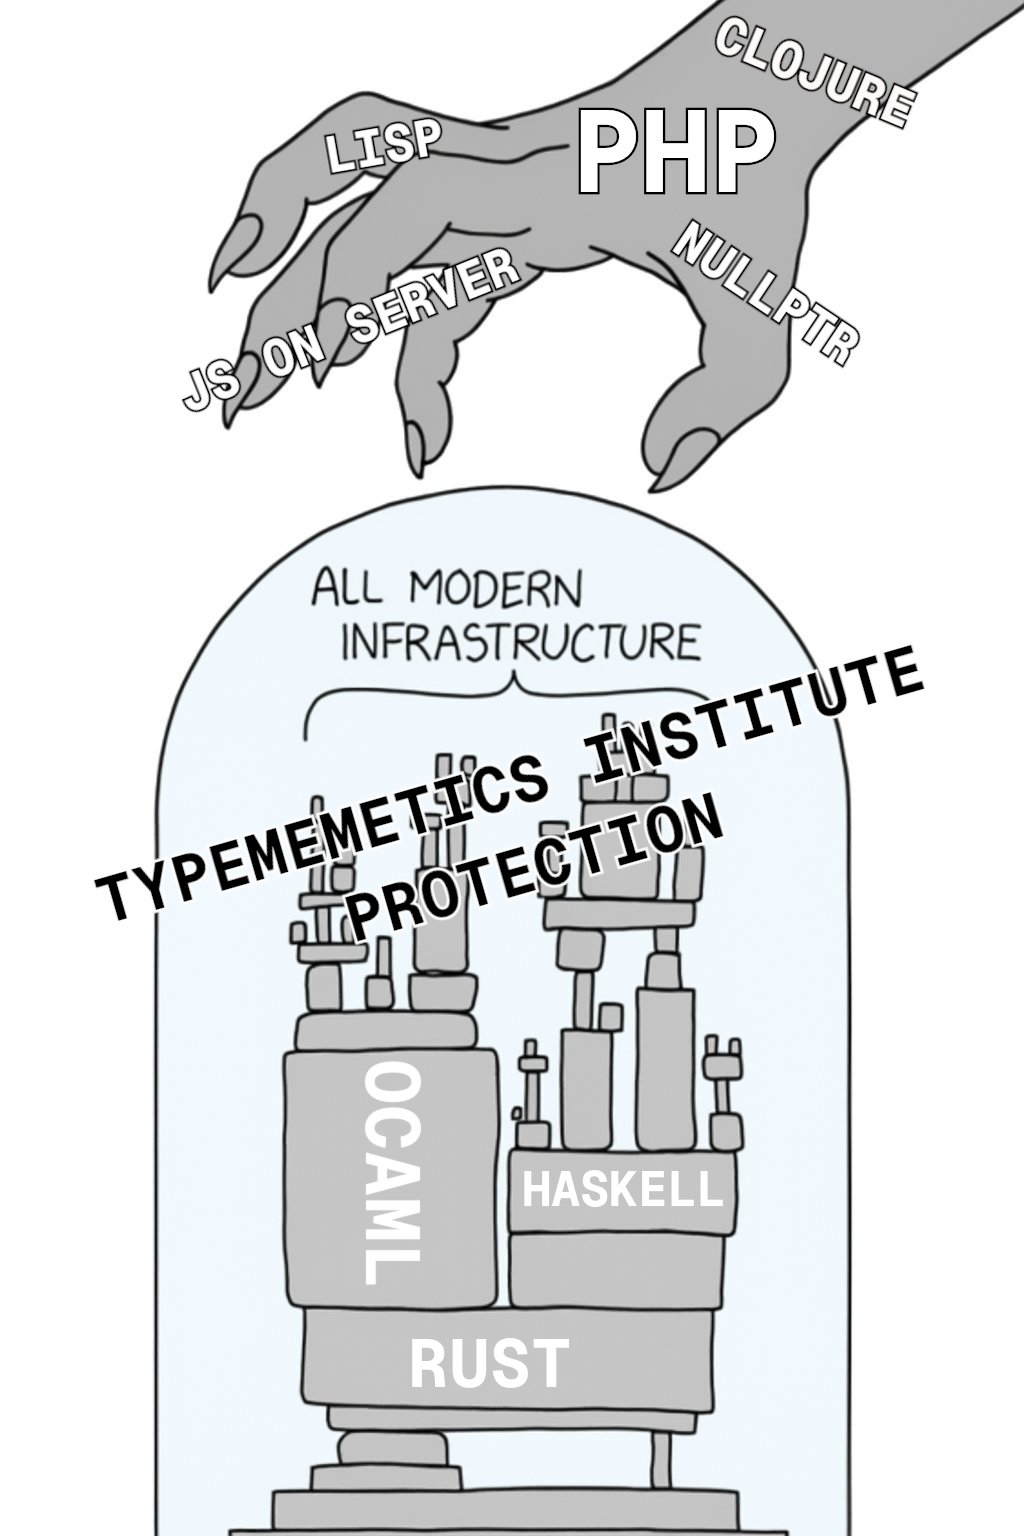 CLOJURE
LISP
PHP
NULLPTR
JS ON SERVER
ALL MODERN
INFRASTRUCTURE
TYPEMEMETICS INSTITUTE
PROTECTION
OCAML
HASKELL
RUST